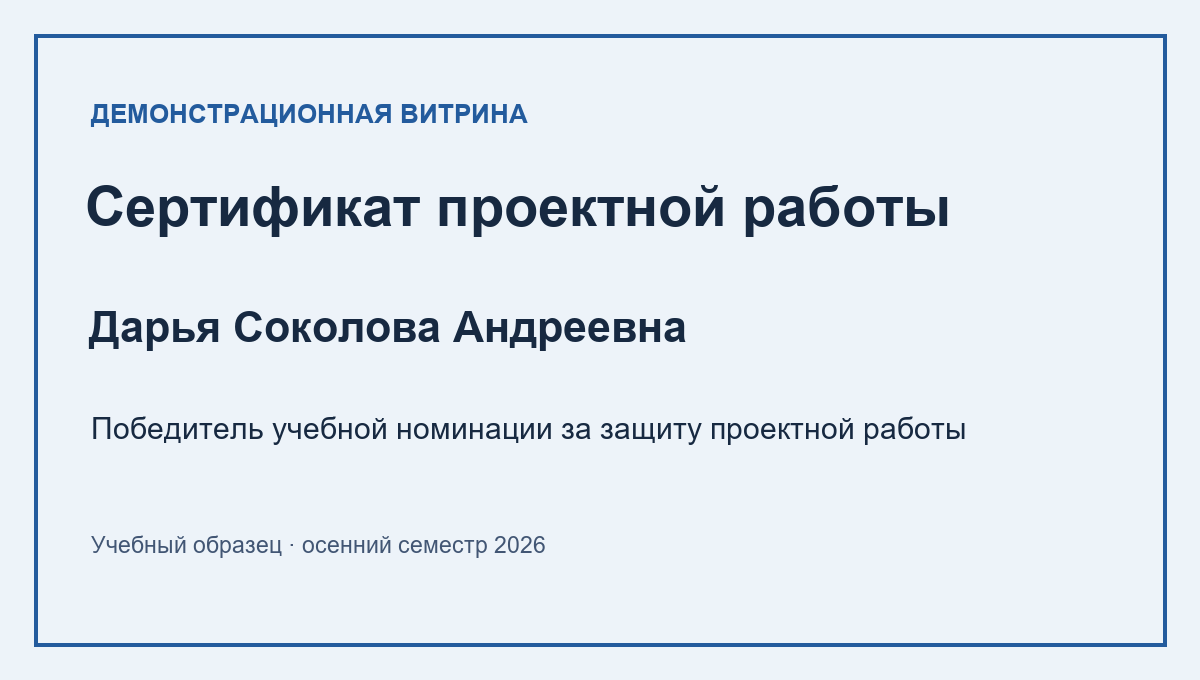 ДЕМОНСТРАЦИОННАЯ ВИТРИНА
Сертификат проектной работы
Дарья Соколова Андреевна
Победитель учебной номинации за защиту проектной работы
Учебный образец · осенний семестр 2026